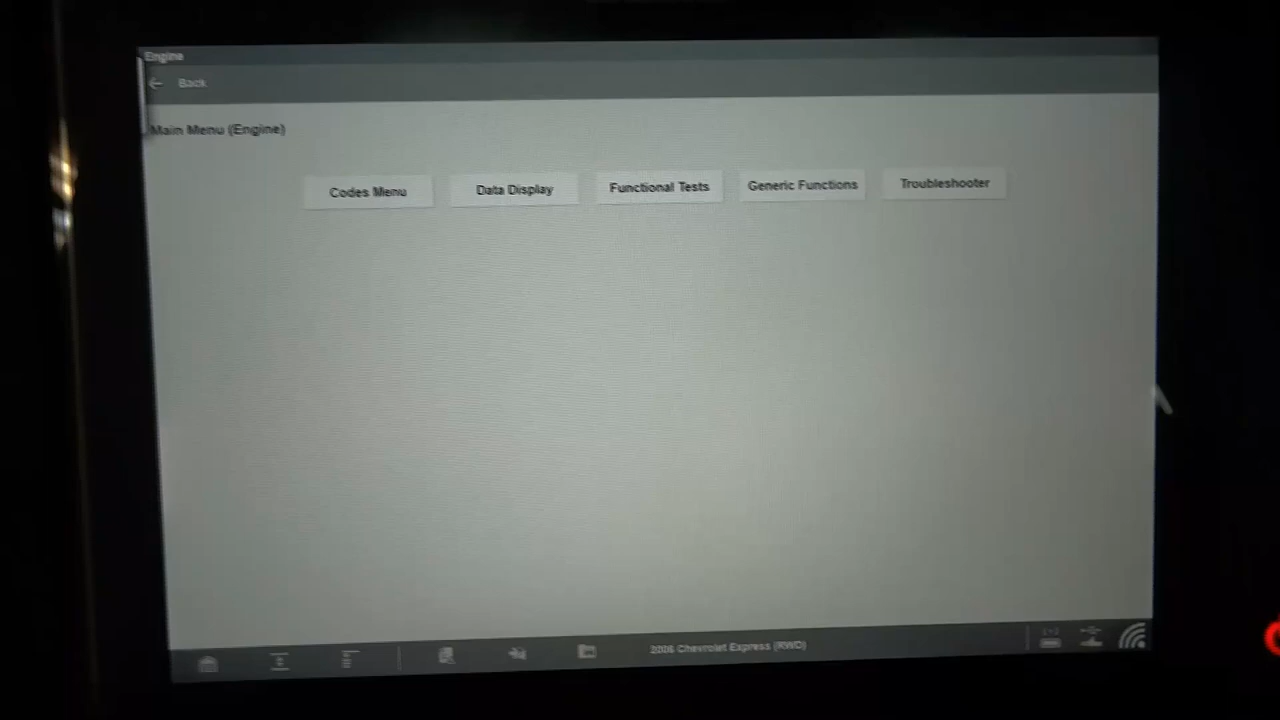 Engine
Back
Main Menu (Engine)
Codes Menu
Data Display
Functional Tests
Generic Functions
Troubleshooter
2006 Chevrolet Express (RWD)